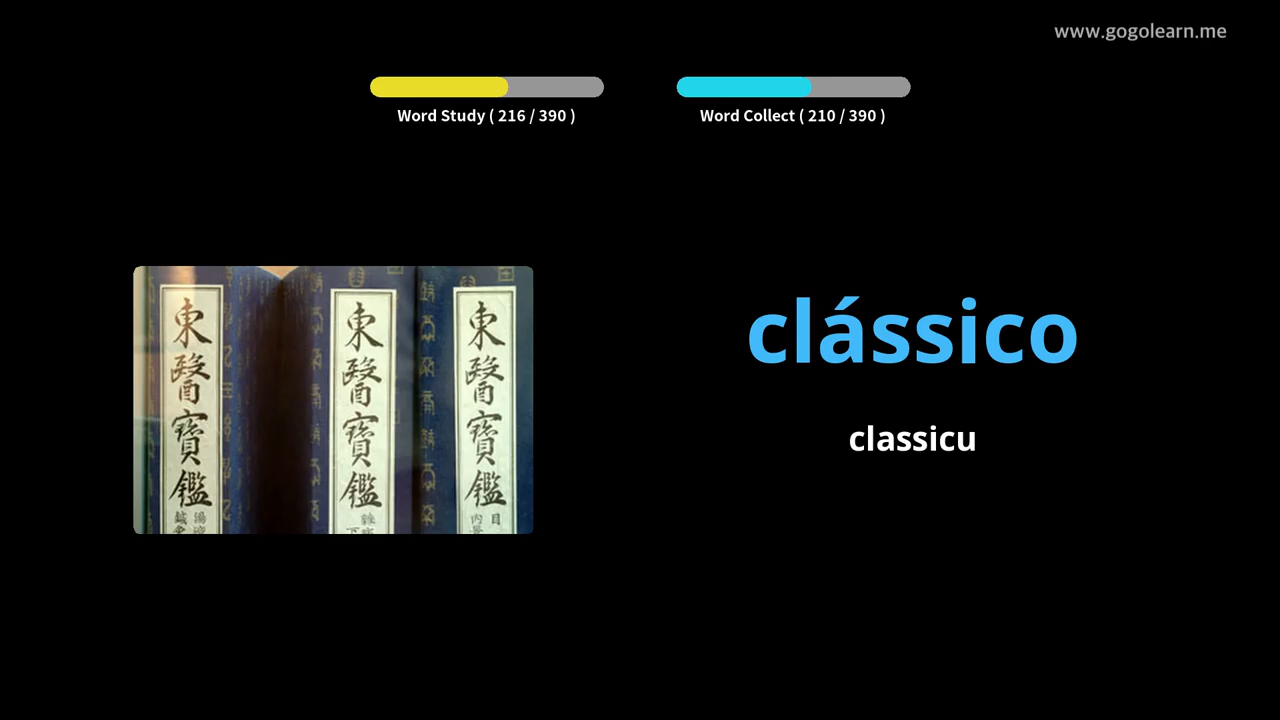 www.gogolearn.me
Word Study ( 216 / 390 )
Word Collect ( 210 / 390 )
東醫寶鑑
東醫寶鑑
東醫寶鑑
clássico
classicu